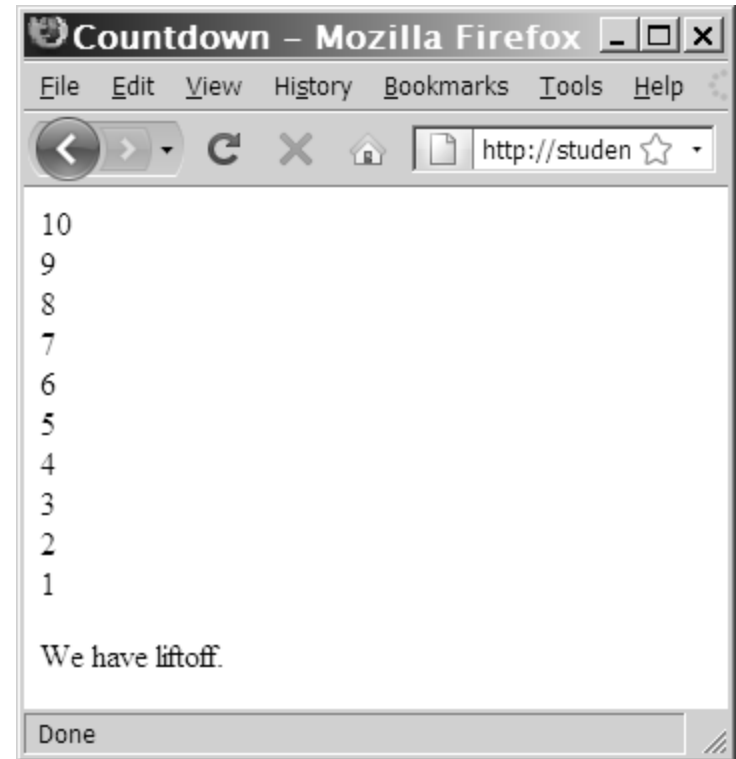 Countdown – Mozilla Firefox
File Edit View History Bookmarks Tools Help
http://studen
10
9
8
7
6
5
4
3
2
1
We have liftoff.
Done